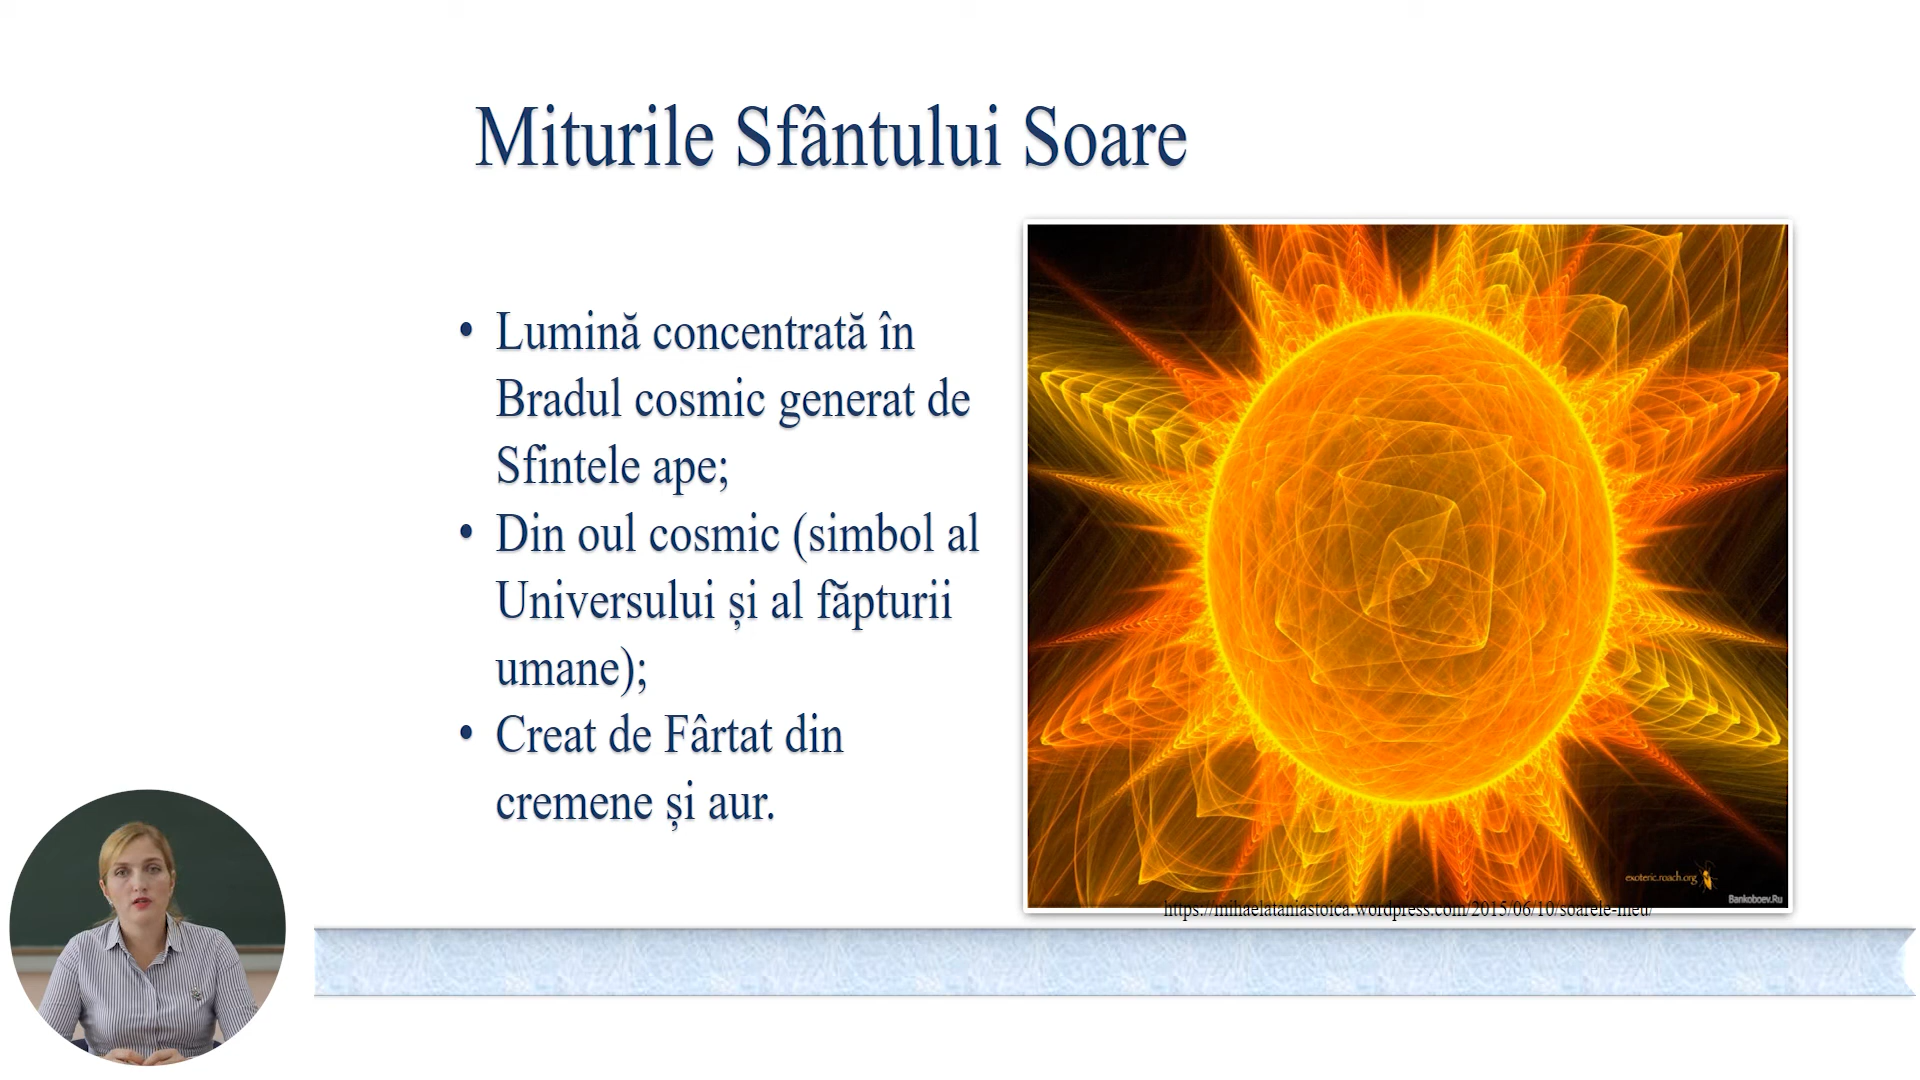 Miturile Sfântului Soare
• Lumină concentrată în
Bradul cosmic generat de
Sfintele ape;
• Din oul cosmic (simbol al
Universului și al făpturii
umane);
• Creat de Fârtat din
cremene și aur.
exoteric.roach.org
Bankoboev.Ru
https://mihaelataniastoica.wordpress.com/2015/06/10/soarele-meu/